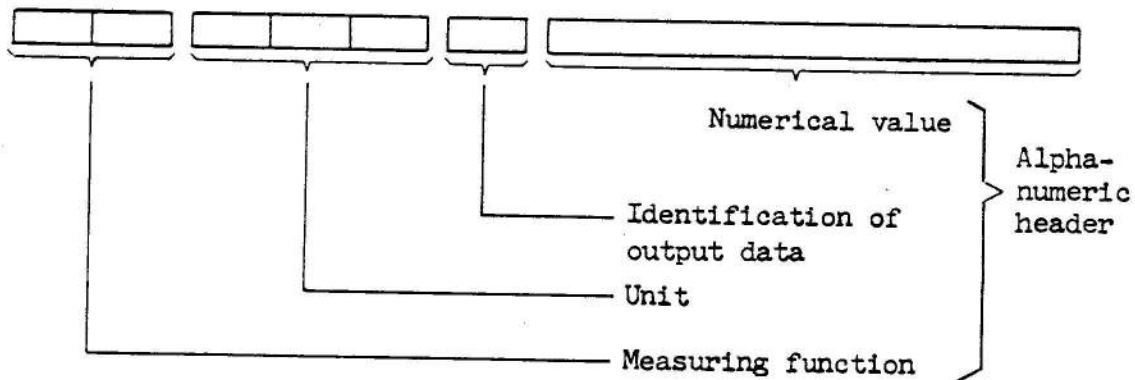 Numerical value
Alpha-
numeric
header
Identification of
output data
Unit
Measuring function